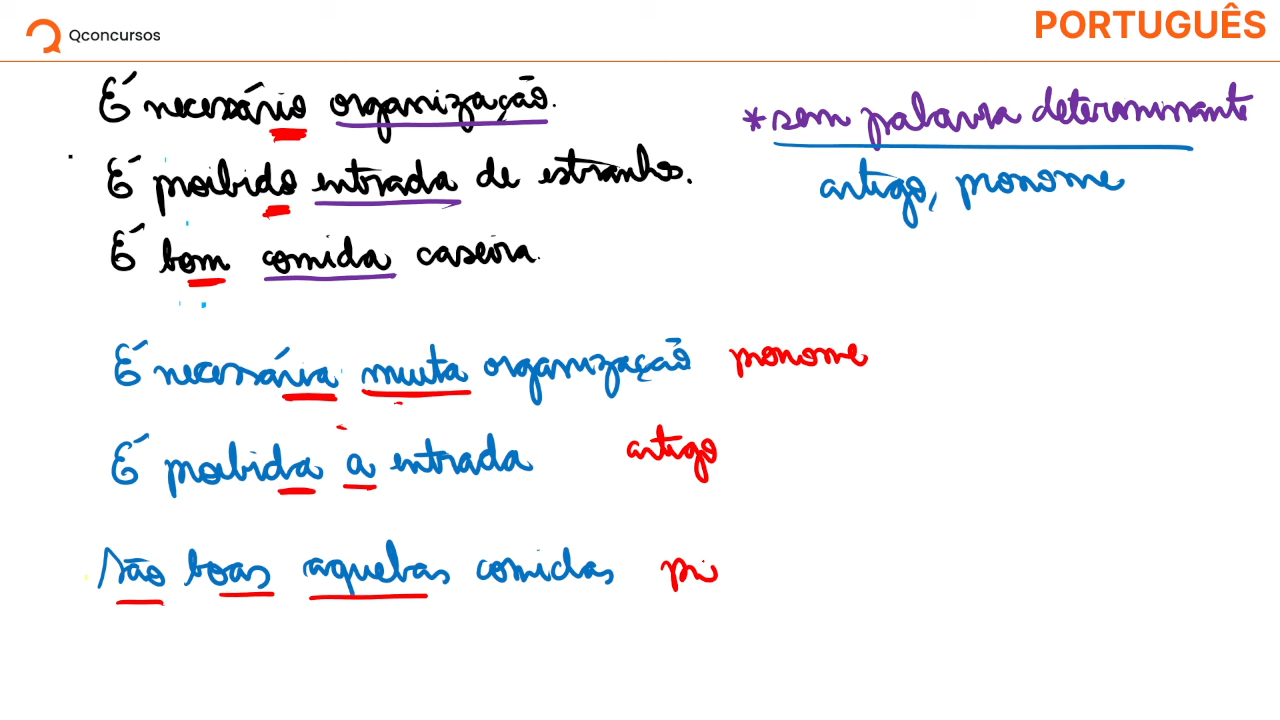 Qconcursos
PORTUGUÊS
É necessário organização.
*sem palavra determinante
É proibido entrada de estranhos.
artigo, pronome
É bom comida caseira.
É necessária muita organização pronome
É proibida a entrada artigo
São boas aquelas comidas